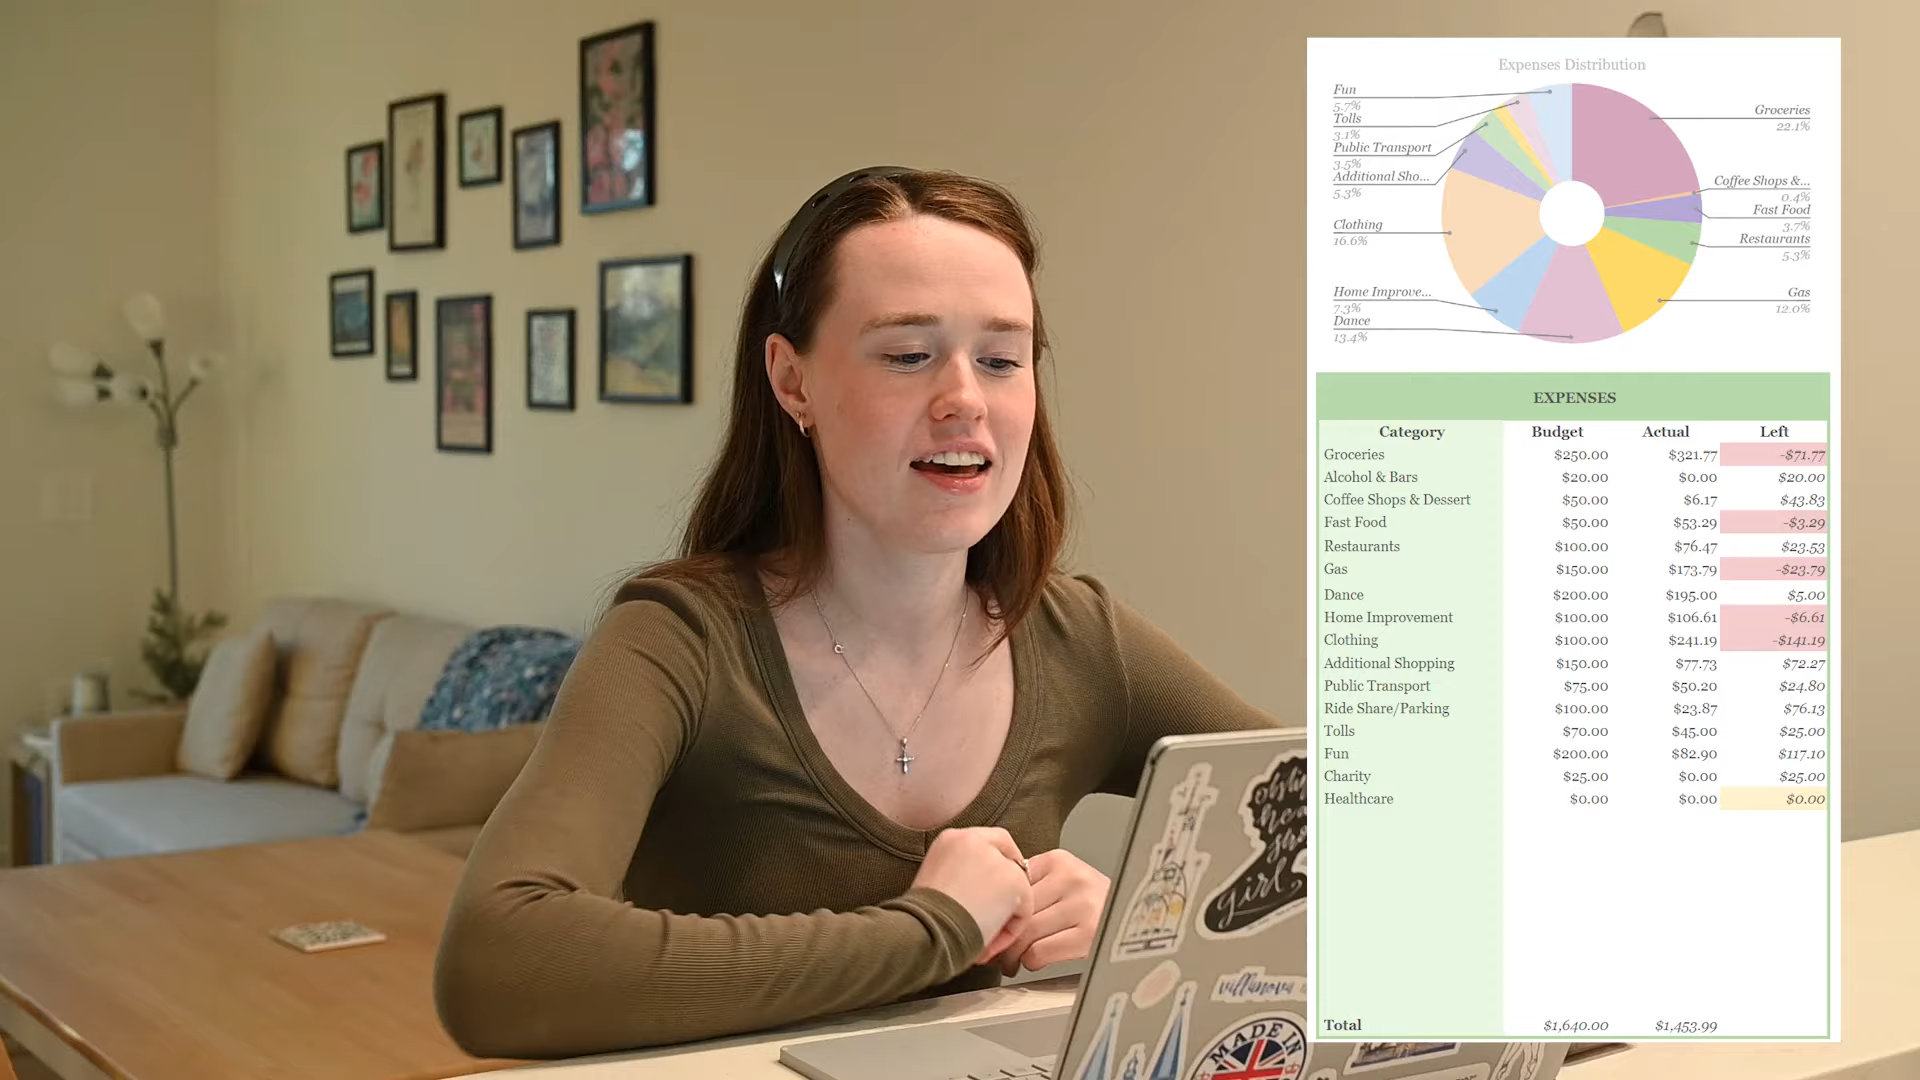 Expenses Distribution
Fun
5.7%
Tolls
3.1%
Public Transport
3.5%
Additional Sho...
5.3%
Clothing
16.6%
Home Improve...
7.3%
Dance
13.4%
Groceries
22.1%
Coffee Shops &...
0.4%
Fast Food
3.7%
Restaurants
5.3%
Gas
12.0%
EXPENSES
Category Budget Actual Left
Groceries $250.00 $321.77 -$71.77
Alcohol & Bars $20.00 $0.00 $20.00
Coffee Shops & Dessert $50.00 $6.17 $43.83
Fast Food $50.00 $53.29 -$3.29
Restaurants $100.00 $76.47 $23.53
Gas $150.00 $173.79 -$23.79
Dance $200.00 $195.00 $5.00
Home Improvement $100.00 $106.61 -$6.61
Clothing $100.00 $241.19 -$141.19
Additional Shopping $150.00 $77.73 $72.27
Public Transport $75.00 $50.20 $24.80
Ride Share/Parking $100.00 $23.87 $76.13
Tolls $70.00 $45.00 $25.00
Fun $200.00 $82.90 $117.10
Charity $25.00 $0.00 $25.00
Healthcare $0.00 $0.00 $0.00
Total $1,640.00 $1,453.99
girl
villanova
MADE IN